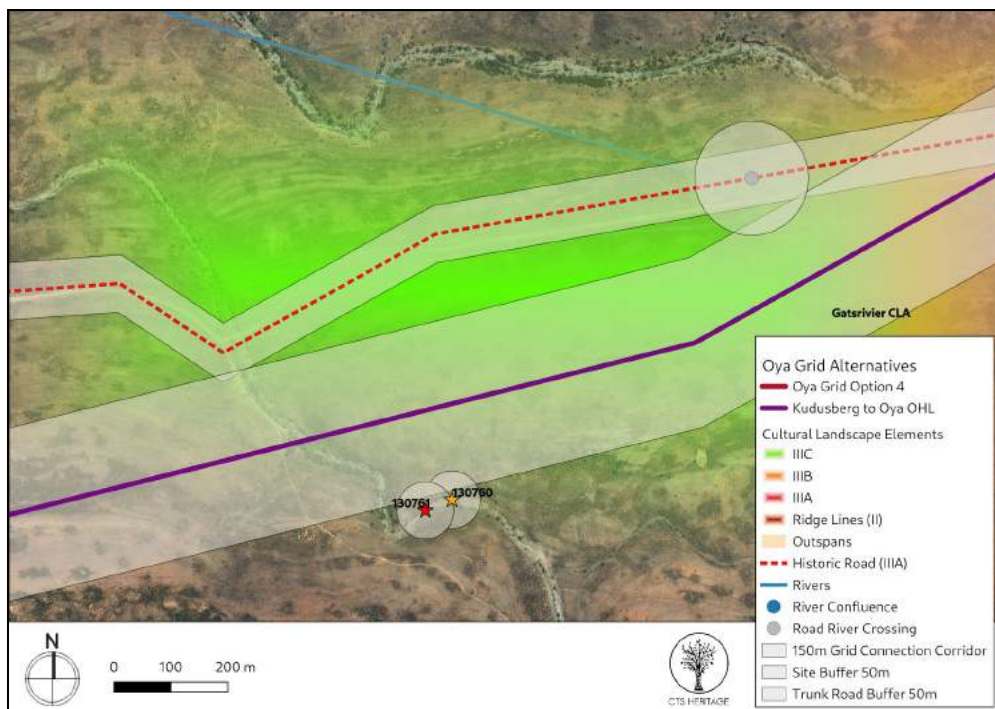 Gatsrivier CLA
130760
130761
Oya Grid Alternatives
Oya Grid Option 4
Kudusberg to Oya OHL
Cultural Landscape Elements
IIIC
IIIB
IIIA
Ridge Lines (II)
Outspans
Historic Road (IIIA)
Rivers
River Confluence
Road River Crossing
150m Grid Connection Corridor
Site Buffer 50m
Trunk Road Buffer 50m
N
0 100 200 m
CTS HERITAGE